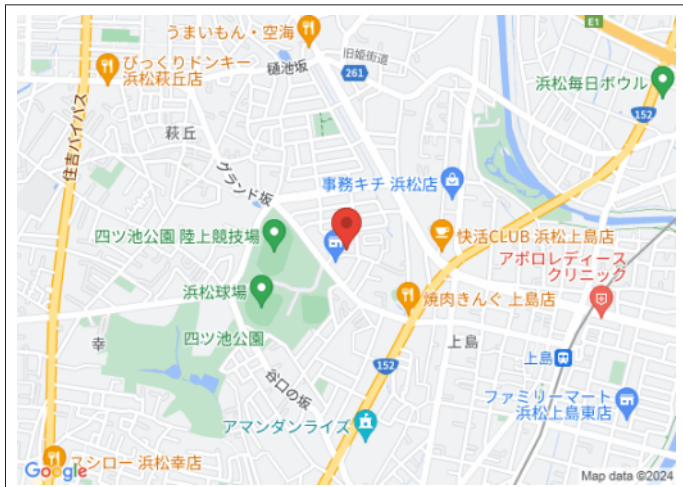 うまいもん・空海
旧姫街道
E1
びっくりドンキー
浜松萩丘店
樋池坂
261
浜松毎日ボウル
152
住吉バイパス
萩丘
グランド坂
事務キチ 浜松店
四ツ池公園 陸上競技場
快活CLUB 浜松上島店
アポロレディース
クリニック
浜松球場
焼肉きんぐ 上島店
四ツ池公園
幸
上島
上島
152
谷口の坂
ファミリーマート
浜松上島東店
アマンダンライズ
マシロー 浜松幸店
Google
Map data ©2024